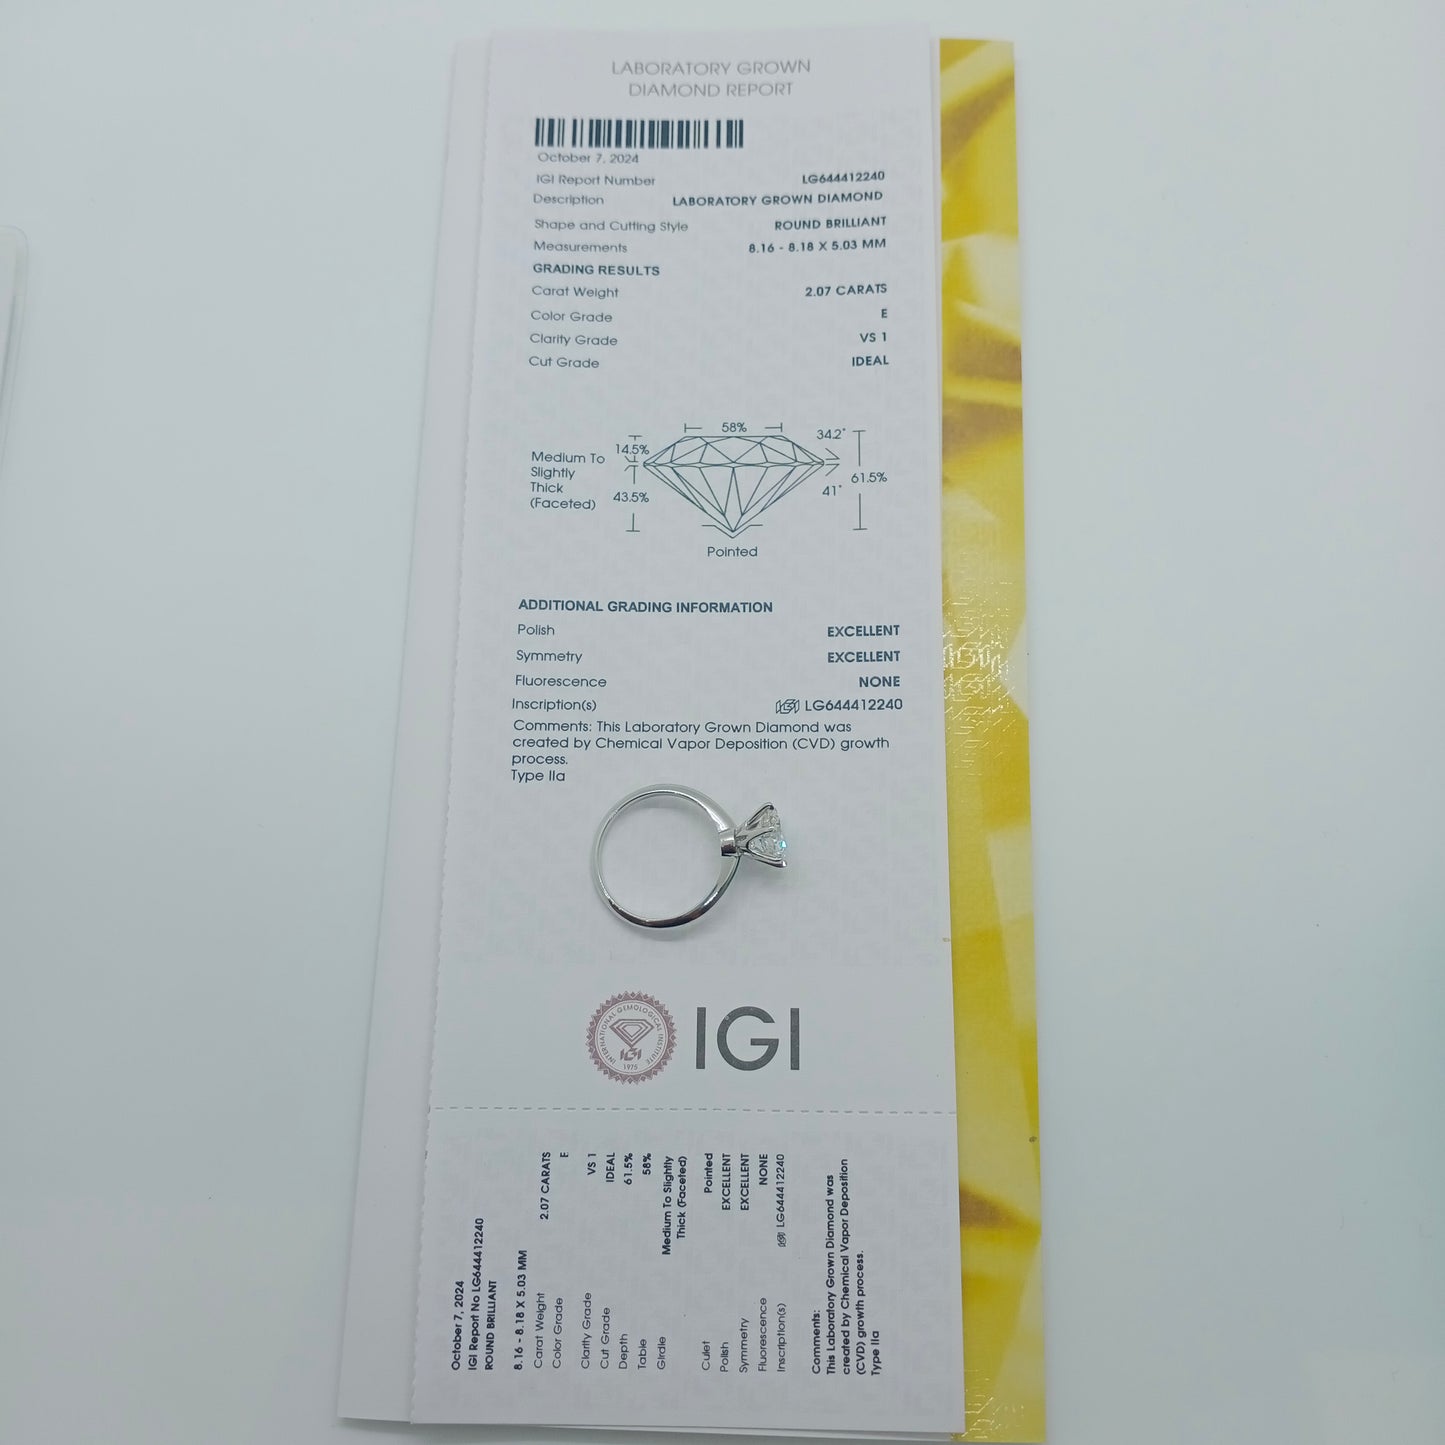 LABORATORY GROWN
DIAMOND REPORT
October 7, 2024
IGI Report Number LG644412240
Description LABORATORY GROWN DIAMOND
Shape and Cutting Style ROUND BRILLIANT
Measurements 8.16 - 8.18 X 5.03 MM
GRADING RESULTS
Carat Weight 2.07 CARATS
Color Grade E
Clarity Grade VS 1
Cut Grade IDEAL
58%
34.2°
14.5%
Medium To
Slightly
Thick
(Faceted)
43.5%
61.5%
41°
Pointed
ADDITIONAL GRADING INFORMATION
Polish EXCELLENT
Symmetry EXCELLENT
Fluorescence NONE
Inscription(s) IGI LG644412240
Comments: This Laboratory Grown Diamond was
created by Chemical Vapor Deposition (CVD) growth
process.
Type IIa
INTERNATIONAL GEMOLOGICAL INSTITUTE
IGI
1975
IGI
October 7, 2024
IGI Report No LG644412240
ROUND BRILLIANT
8.16 - 8.18 X 5.03 MM
Carat Weight 2.07 CARATS
Color Grade E
Clarity Grade VS 1
Cut Grade IDEAL
Depth 61.5%
Table 58%
Girdle Medium To Slightly
Thick (Faceted)
Culet Pointed
Polish EXCELLENT
Symmetry EXCELLENT
Fluorescence NONE
Inscription(s) IGI LG644412240
Comments:
This Laboratory Grown Diamond was
created by Chemical Vapor Deposition
(CVD) growth process.
Type IIa